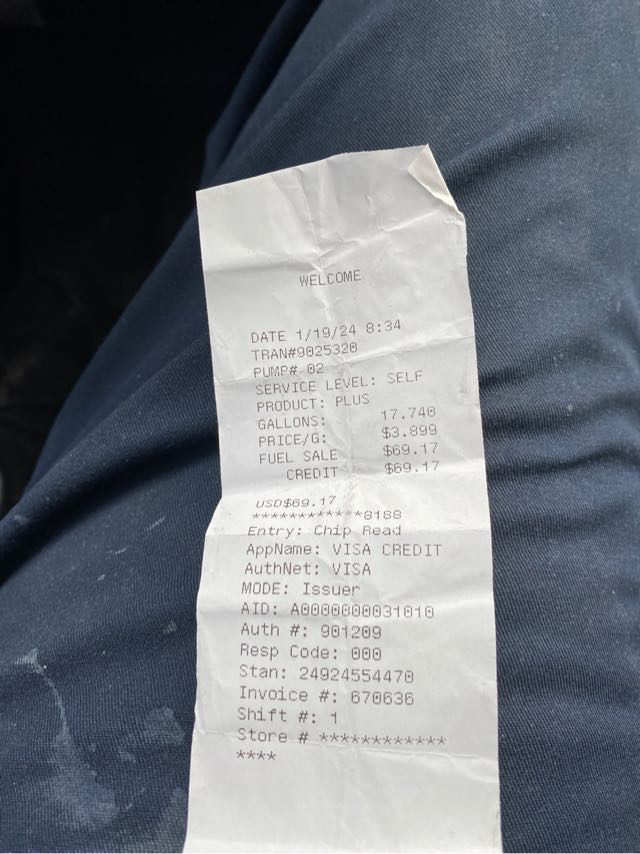 WELCOME
DATE 1/19/24 8:34
TRAN#9025320
PUMP# 02
SERVICE LEVEL: SELF
PRODUCT: PLUS
GALLONS: 17.740
PRICE/G: $3.899
FUEL SALE $69.17
CREDIT $69.17
USD$69.17
************8188
Entry: Chip Read
AppName: VISA CREDIT
AuthNet: VISA
MODE: Issuer
AID: A0000000031010
Auth #: 901209
Resp Code: 000
Stan: 24924554470
Invoice #: 670636
Shift #: 1
Store # ************
****